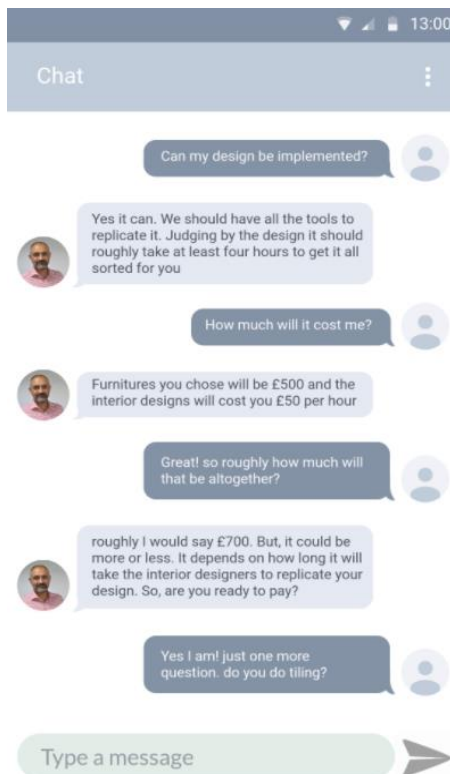 13:00
Chat
Can my design be implemented?
Yes it can. We should have all the tools to
replicate it. Judging by the design it should
roughly take at least four hours to get it all
sorted for you
How much will it cost me?
Furnitures you chose will be £500 and the
interior designs will cost you £50 per hour
Great! so roughly how much will
that be altogether?
roughly I would say £700. But, it could be
more or less. It depends on how long it will
take the interior designers to replicate your
design. So, are you ready to pay?
Yes I am! just one more
question. do you do tiling?
Type a message